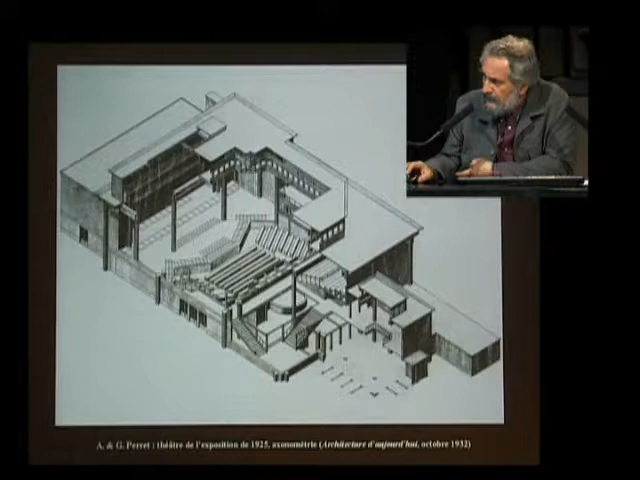 A. & G. Perret : théâtre de l'exposition de 1925, axonométrie (Architecture d'aujourd'hui, octobre 1932)